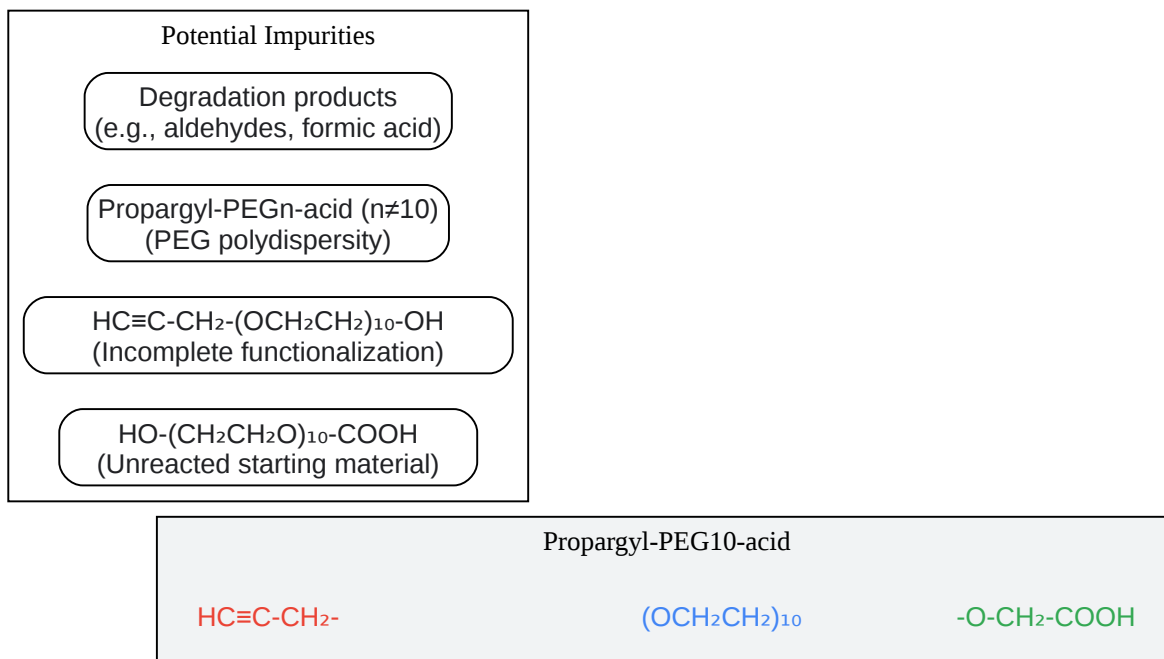 Potential Impurities
Degradation products
(e.g., aldehydes, formic acid)
Propargyl-PEGn-acid (n≠10)
(PEG polydispersity)
HC≡C-CH₂-(OCH₂CH₂)₁₀-OH
(Incomplete functionalization)
HO-(CH₂CH₂O)₁₀-COOH
(Unreacted starting material)
Propargyl-PEG10-acid
HC≡C-CH₂- (OCH₂CH₂)₁₀ -O-CH₂-COOH